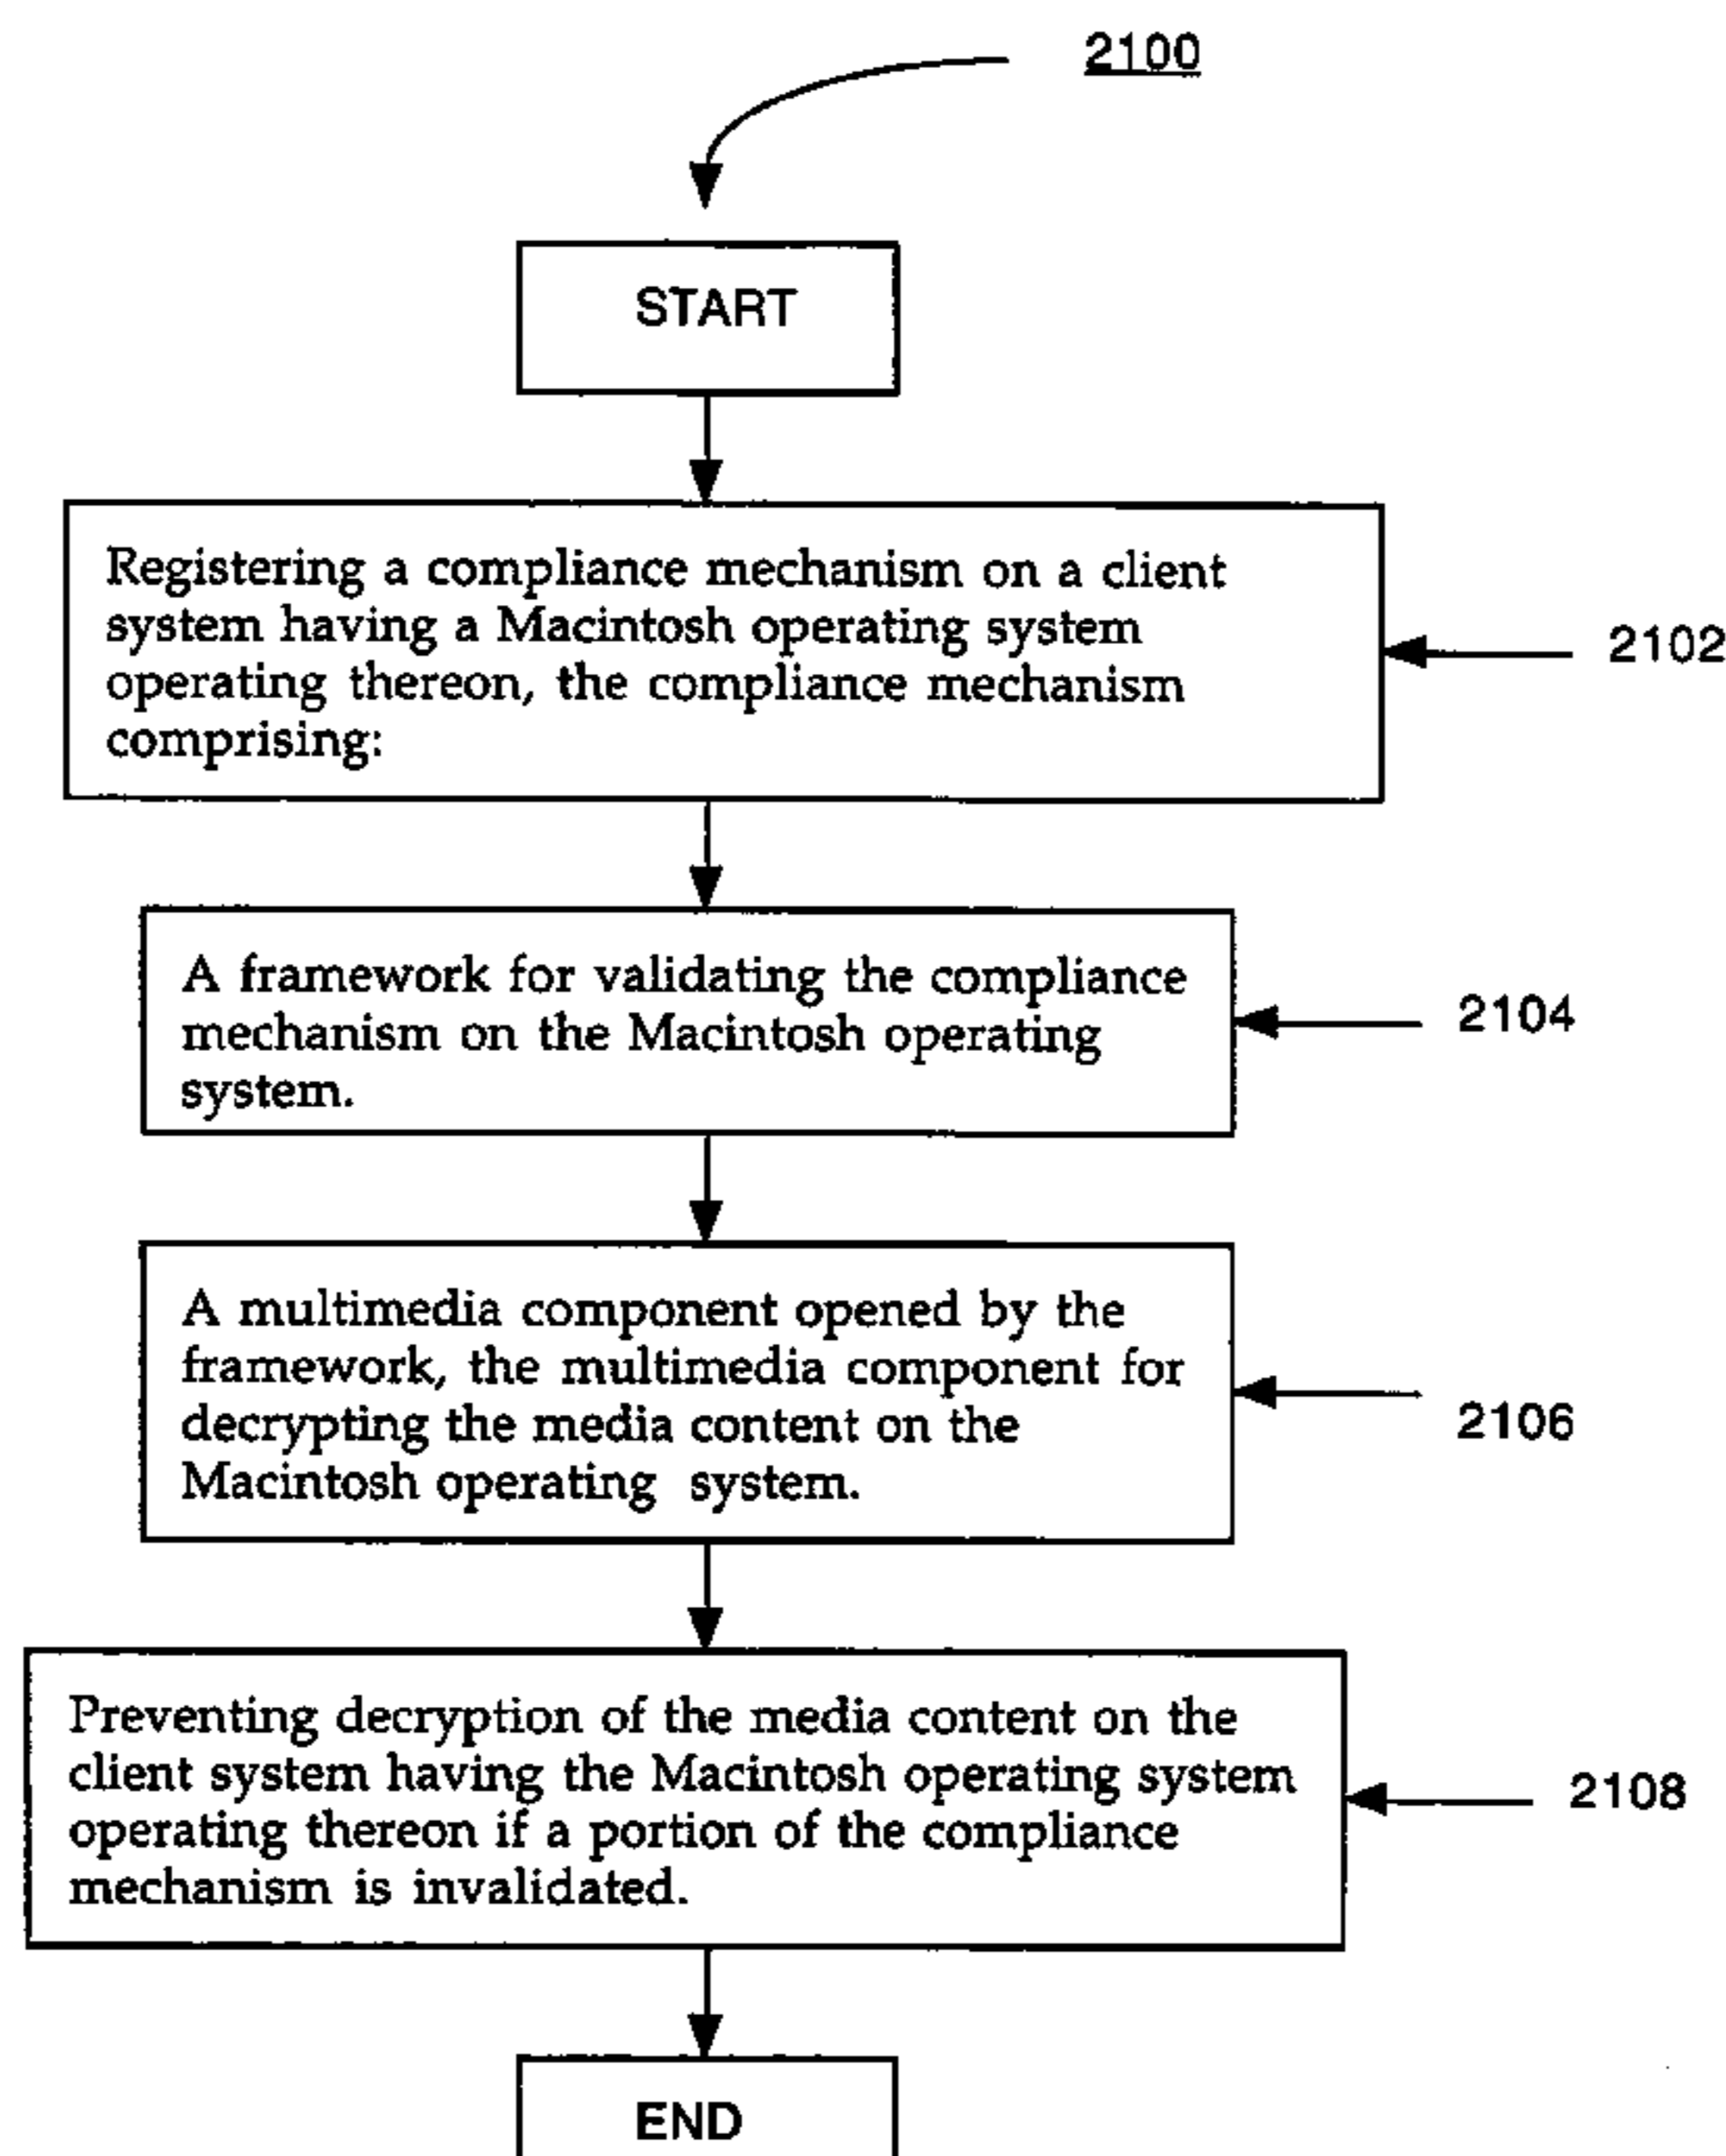 2100
START
Registering a compliance mechanism on a client
system having a Macintosh operating system
operating thereon, the compliance mechanism
comprising:
2102
A framework for validating the compliance
mechanism on the Macintosh operating
system.
2104
A multimedia component opened by the
framework, the multimedia component for
decrypting the media content on the
Macintosh operating system.
2106
Preventing decryption of the media content on the
client system having the Macintosh operating system
operating thereon if a portion of the compliance
mechanism is invalidated.
2108
END